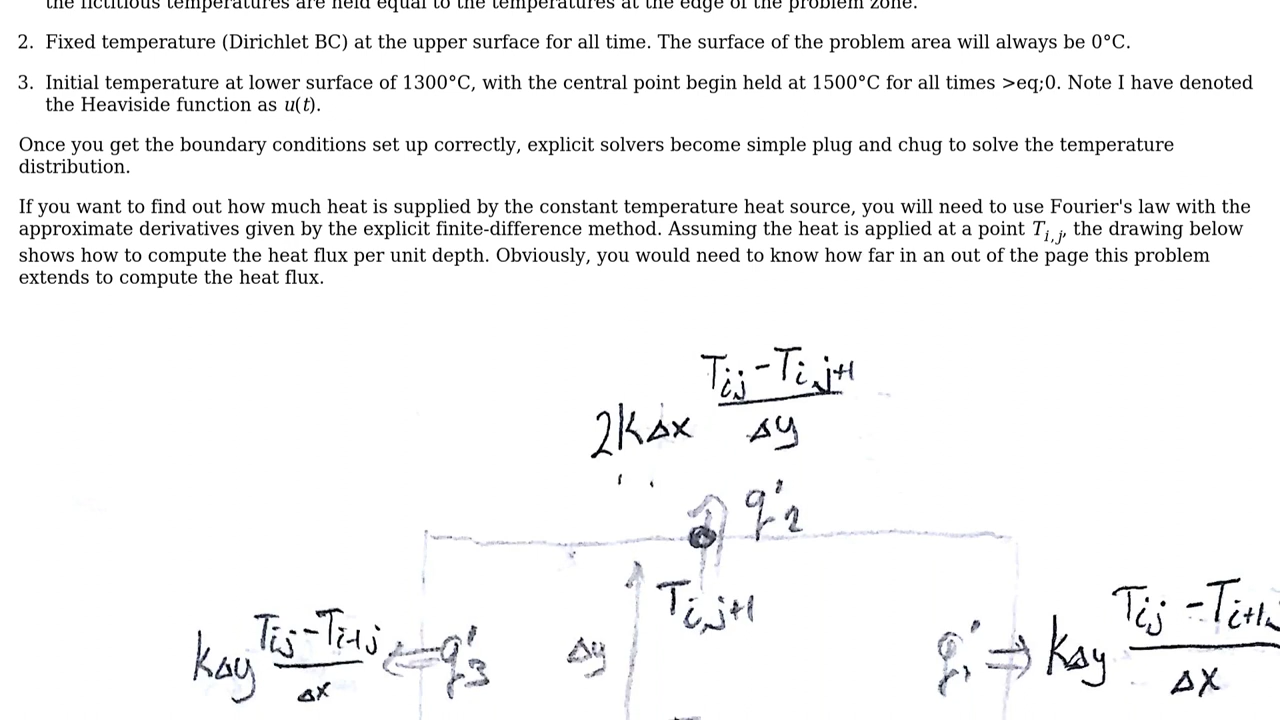 the fictitious temperatures are held equal to the temperatures at the edge of the problem zone.
2. Fixed temperature (Dirichlet BC) at the upper surface for all time. The surface of the problem area will always be 0°C.
3. Initial temperature at lower surface of 1300°C, with the central point begin held at 1500°C for all times >eq;0. Note I have denoted
the Heaviside function as u(t).
Once you get the boundary conditions set up correctly, explicit solvers become simple plug and chug to solve the temperature
distribution.
If you want to find out how much heat is supplied by the constant temperature heat source, you will need to use Fourier's law with the
approximate derivatives given by the explicit finite-difference method. Assuming the heat is applied at a point T_{i,j}, the drawing below
shows how to compute the heat flux per unit depth. Obviously, you would need to know how far in an out of the page this problem
extends to compute the heat flux.
Tij - Ti,j+1
2kΔx
Δy
q'2
Ti,j+1
kΔy Tij - Ti-1j
Δx
q'3
Δy
q'1
kΔy Tij - Ti+1,
Δx